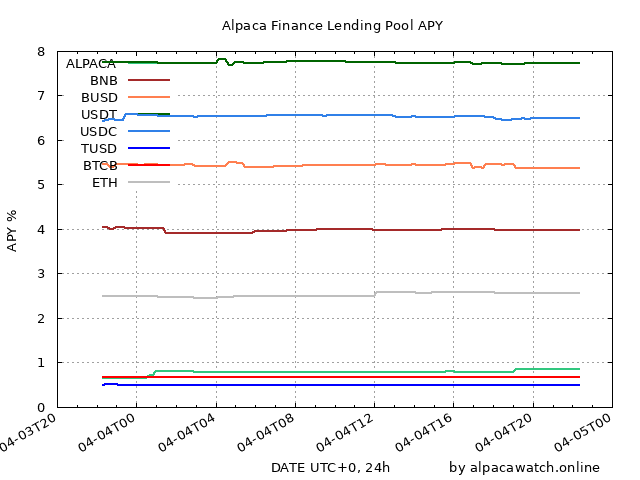 Alpaca Finance Lending Pool APY
8
7
6
5
4
3
2
1
0
APY %
ALPACA
BNB
BUSD
USDT
USDC
TUSD
BTCB
ETH
04-03T20
04-04T00
04-04T04
04-04T08
04-04T12
04-04T16
04-04T20
04-05T00
DATE UTC+0, 24h
by alpacawatch.online